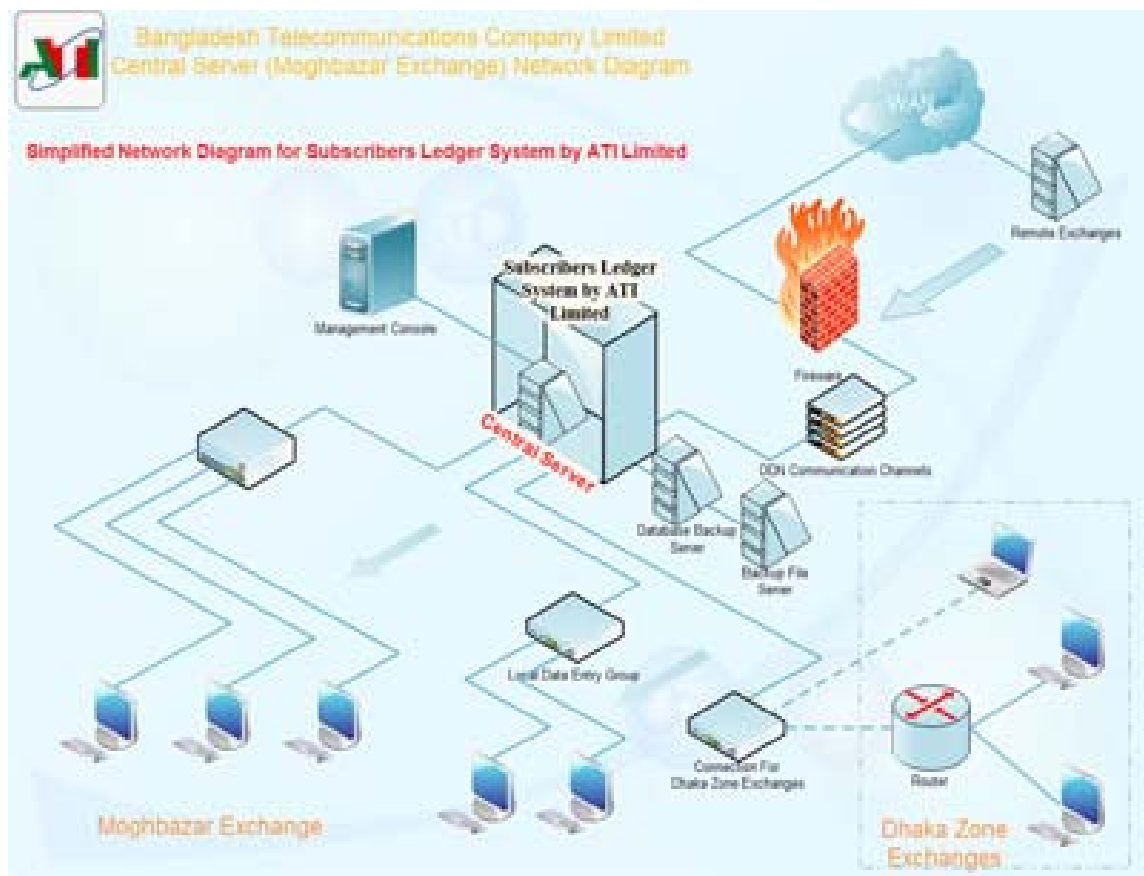 ATI
Bangladesh Telecommunications Company Limited
Central Server (Moghbazar Exchange) Network Diagram
Simplified Network Diagram for Subscribers Ledger System by ATI Limited
WAN
Remote Exchanges
Subscribers Ledger
System by ATI
Limited
Management Console
Firewall
Central Server
DDN Communication Channels
Database Backup
Server
Backup File
Server
Local Data Entry Group
Connection For
Dhaka Zone Exchanges
Router
Moghbazar Exchange
Dhaka Zone
Exchanges